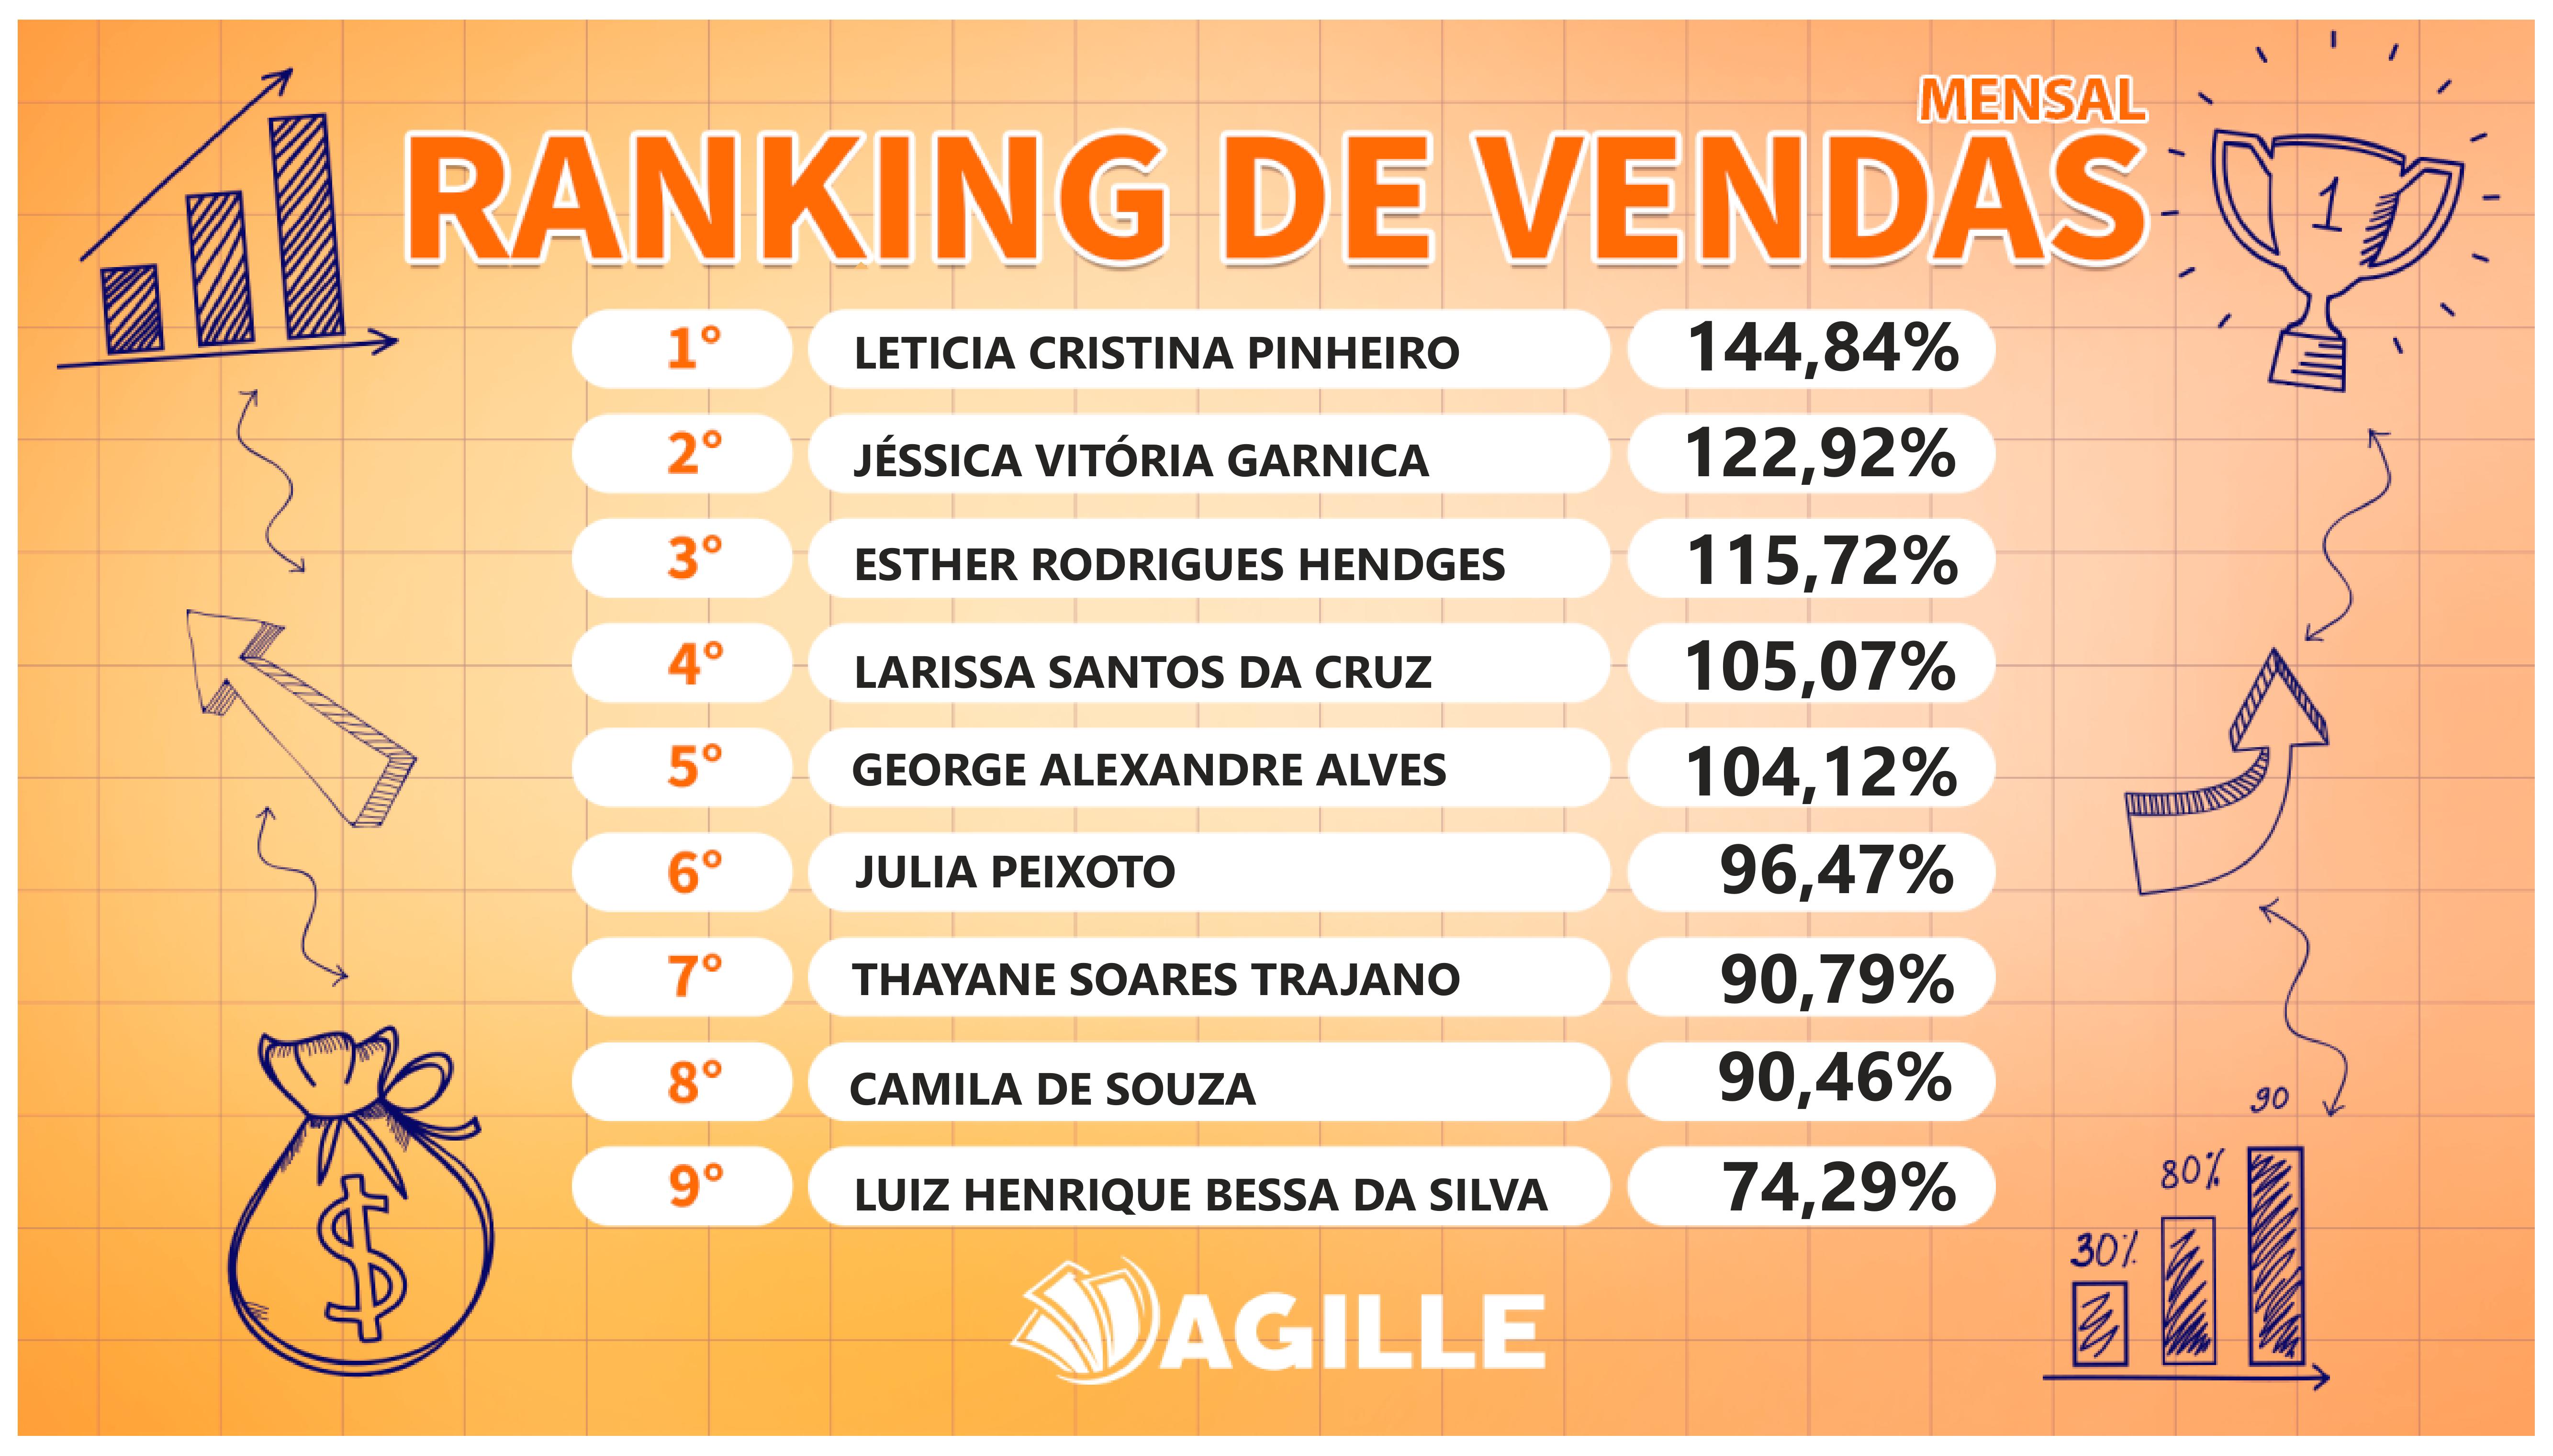 MENSAL
RANKING DE VENDAS
1
1° LETICIA CRISTINA PINHEIRO 144,84%
2° JÉSSICA VITÓRIA GARNICA 122,92%
3° ESTHER RODRIGUES HENDGES 115,72%
4° LARISSA SANTOS DA CRUZ 105,07%
5° GEORGE ALEXANDRE ALVES 104,12%
6° JULIA PEIXOTO 96,47%
7° THAYANE SOARES TRAJANO 90,79%
8° CAMILA DE SOUZA 90,46%
9° LUIZ HENRIQUE BESSA DA SILVA 74,29%
$
30%
80%
90
AGILLE